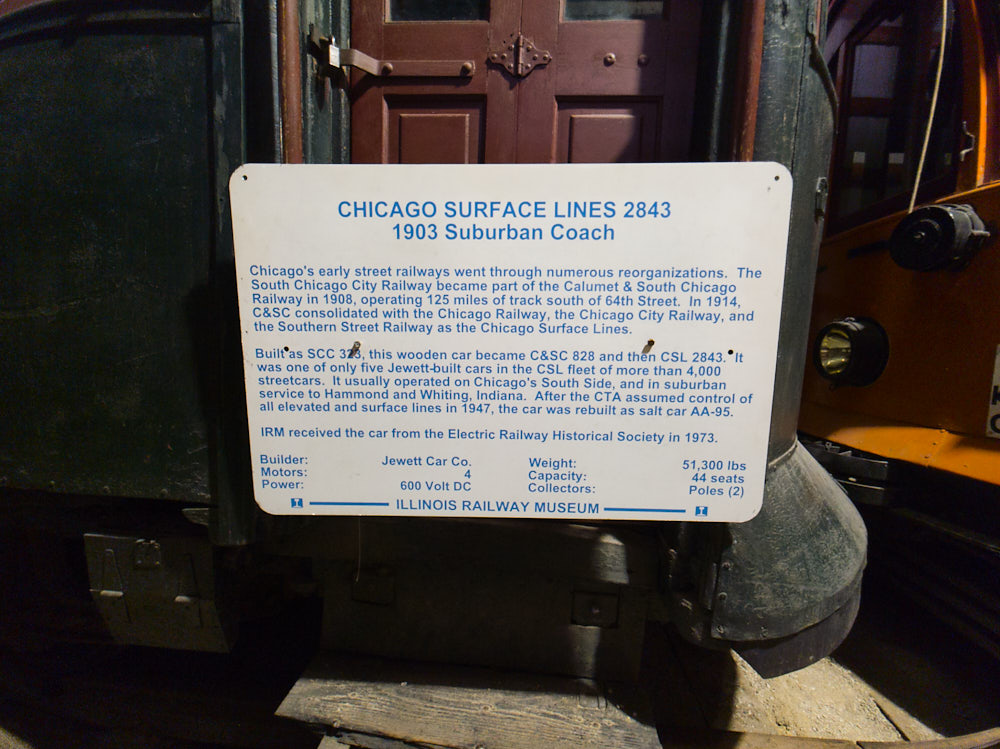 CHICAGO SURFACE LINES 2843
1903 Suburban Coach
Chicago's early street railways went through numerous reorganizations. The
South Chicago City Railway became part of the Calumet & South Chicago
Railway in 1908, operating 125 miles of track south of 64th Street. In 1914,
C&SC consolidated with the Chicago Railway, the Chicago City Railway, and
the Southern Street Railway as the Chicago Surface Lines.
Built as SCC 323, this wooden car became C&SC 828 and then CSL 2843. It
was one of only five Jewett-built cars in the CSL fleet of more than 4,000
streetcars. It usually operated on Chicago's South Side, and in suburban
service to Hammond and Whiting, Indiana. After the CTA assumed control of
all elevated and surface lines in 1947, the car was rebuilt as salt car AA-95.
IRM received the car from the Electric Railway Historical Society in 1973.
Builder: Jewett Car Co. Weight: 51,300 lbs
Motors: 4 Capacity: 44 seats
Power: 600 Volt DC Collectors: Poles (2)
ILLINOIS RAILWAY MUSEUM